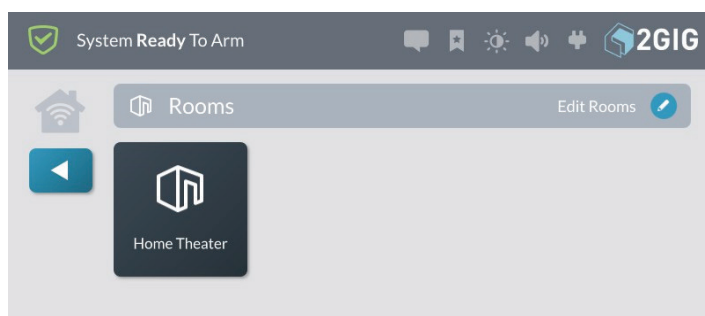 System Ready To Arm
2GIG
Rooms
Edit Rooms
Home Theater